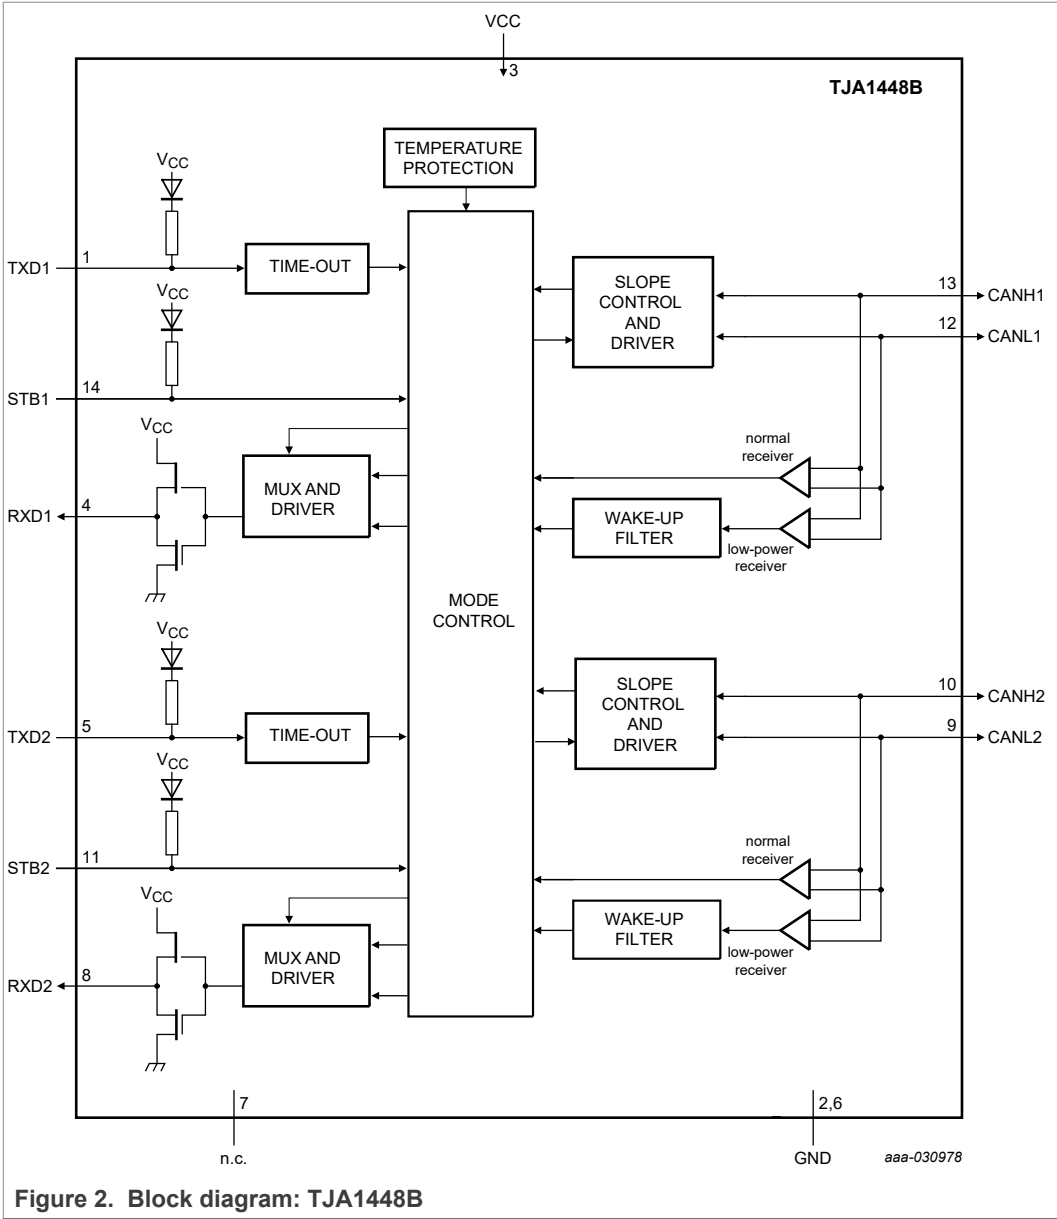 VCC
3
TJA1448B
TEMPERATURE
PROTECTION
VCC
TXD1
1
TIME-OUT
SLOPE
CONTROL
AND
DRIVER
13
CANH1
12
CANL1
VCC
STB1
14
VCC
MUX AND
DRIVER
RXD1
4
normal
receiver
WAKE-UP
FILTER
low-power
receiver
MODE
CONTROL
VCC
TXD2
5
TIME-OUT
SLOPE
CONTROL
AND
DRIVER
10
CANH2
9
CANL2
VCC
STB2
11
VCC
MUX AND
DRIVER
RXD2
8
normal
receiver
WAKE-UP
FILTER
low-power
receiver
7
n.c.
2,6
GND
aaa-030978
Figure 2. Block diagram: TJA1448B